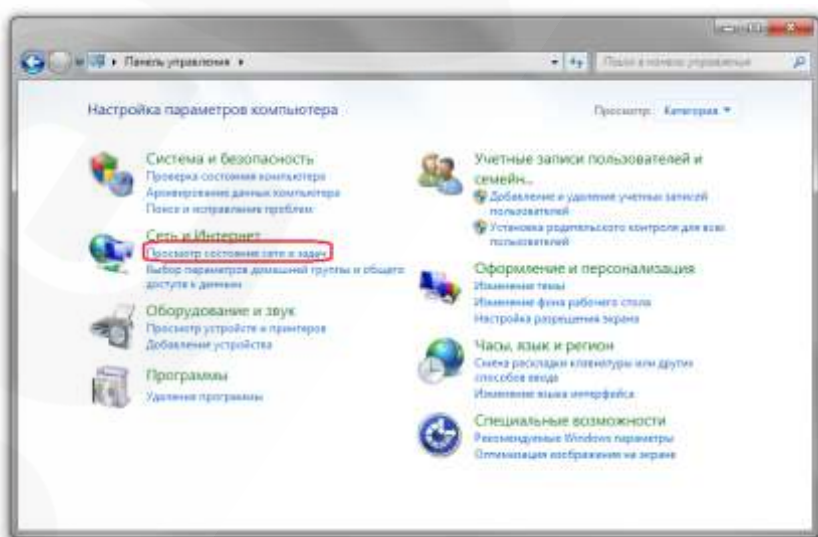 Панель управления
Поиск в панели управления
Настройка параметров компьютера
Просмотр: Категория
Система и безопасность
Проверка состояния компьютера
Архивирование данных компьютера
Поиск и исправление проблем
Сеть и Интернет
Просмотр состояния сети и задач
Выбор параметров домашней группы и общего
доступа к данным
Оборудование и звук
Просмотр устройств и принтеров
Добавление устройства
Программы
Удаление программы
Учетные записи пользователей и
семейн...
Добавление и удаление учетных записей
пользователей
Установка родительского контроля для всех
пользователей
Оформление и персонализация
Изменение темы
Изменение фона рабочего стола
Настройка разрешения экрана
Часы, язык и регион
Смена раскладки клавиатуры или других
способов ввода
Изменение языка интерфейса
Специальные возможности
Рекомендуемые Windows параметры
Оптимизация изображения на экране